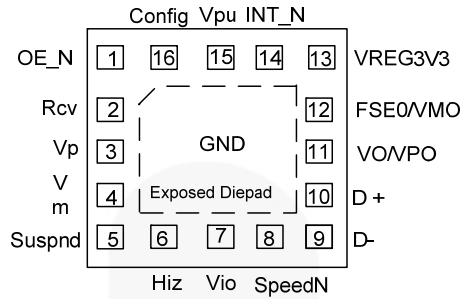 Config Vpu INT_N
OE_N 1 16 15 14 13 VREG3V3
Rcv 2 12 FSE0/VMO
Vp 3 GND 11 VO/VPO
V
m 4 Exposed Diepad 10 D+
Suspnd 5 6 7 8 9 D-
Hiz Vio SpeedN